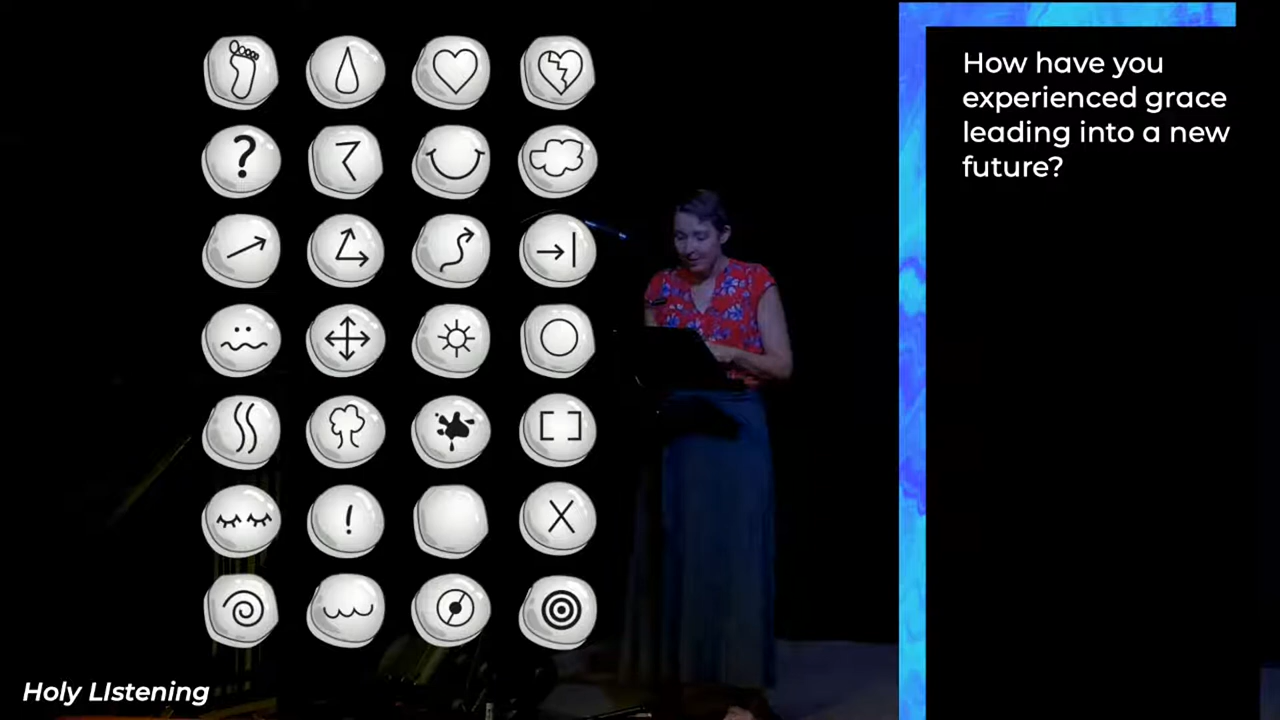 How have you
experienced grace
leading into a new
future?
?
!
X
Holy LIstening